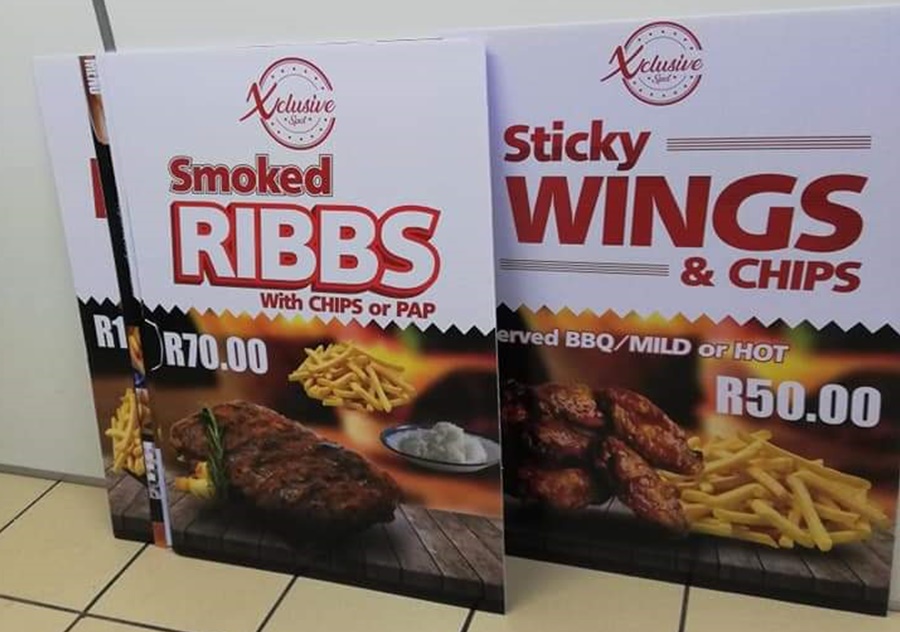 Xclusive
Spot
Smoked
RIBBS
With CHIPS or PAP
R70.00
R1
Xclusive
Spot
Sticky
WINGS
& CHIPS
erved BBQ/MILD or HOT
R50.00